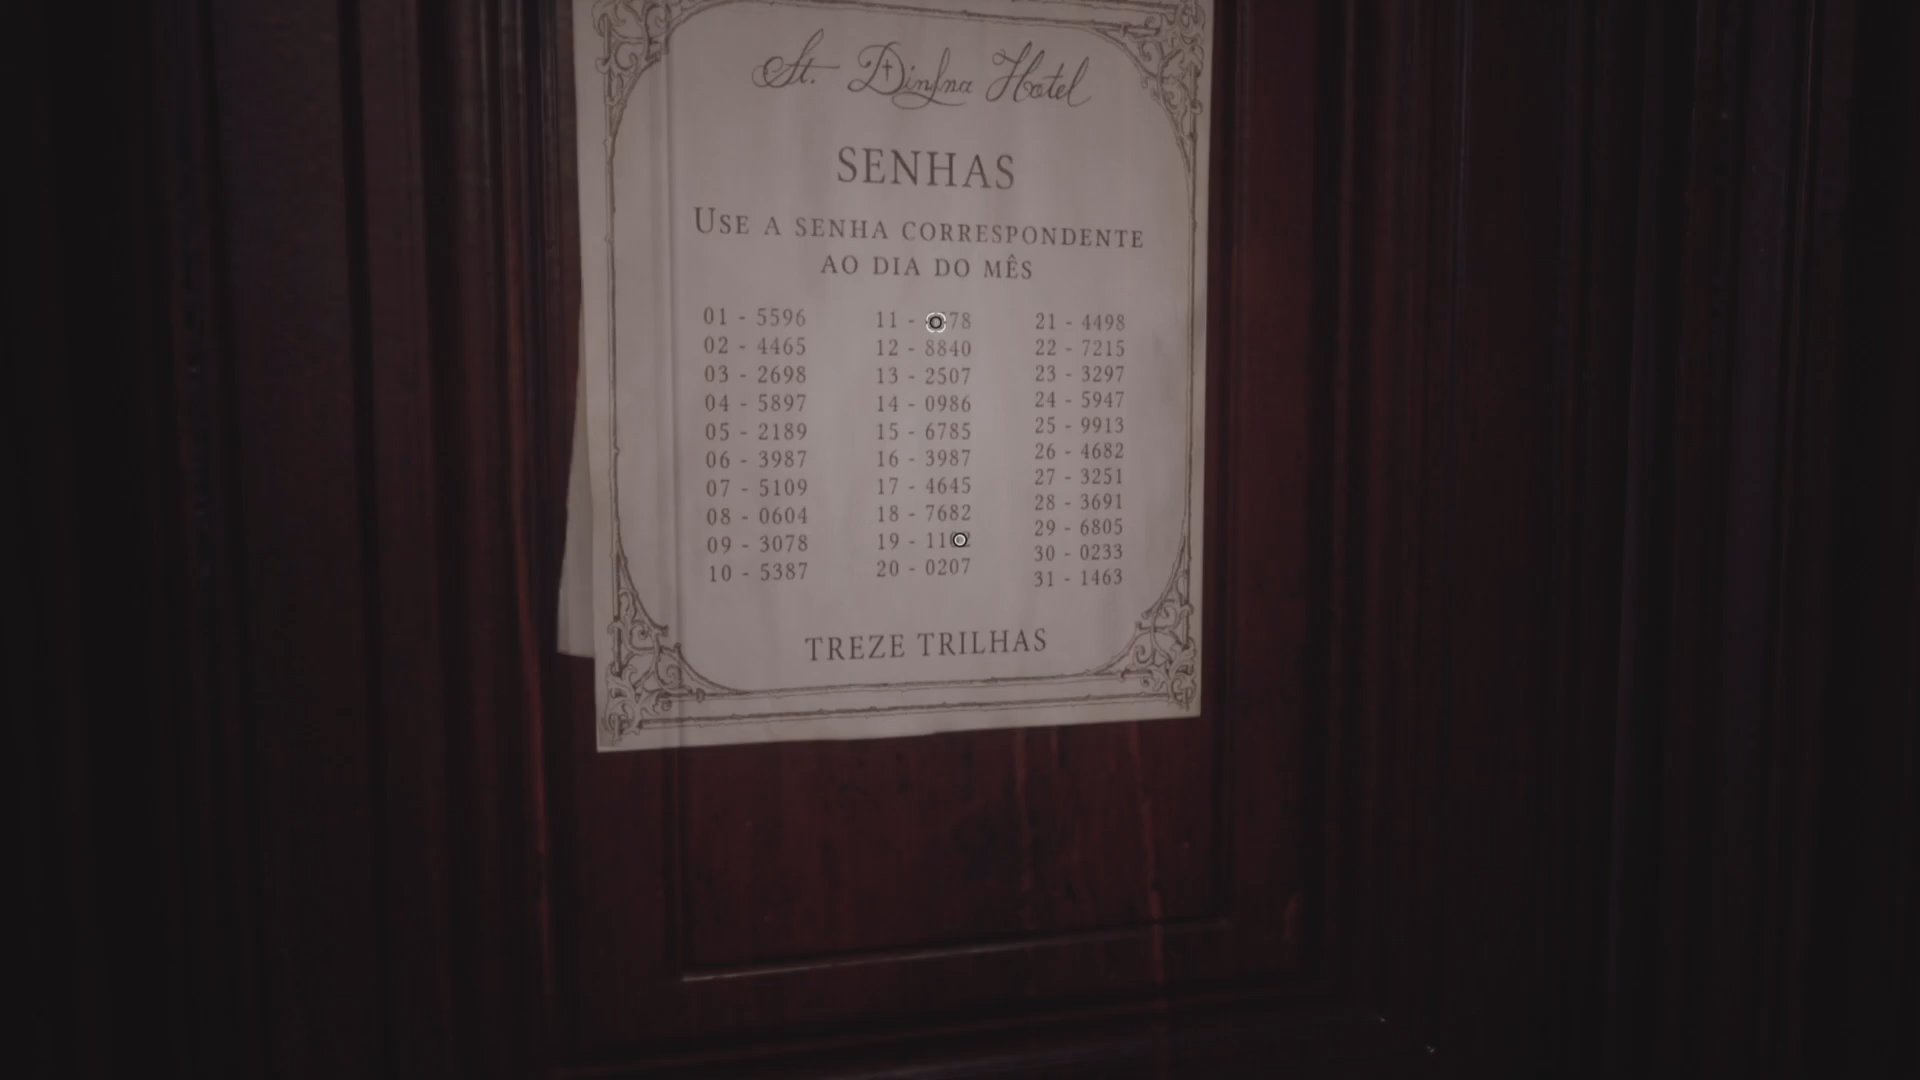 St. Dinfna Hotel
SENHAS
USE A SENHA CORRESPONDENTE
AO DIA DO MÊS
01 - 5596
02 - 4465
03 - 2698
04 - 5897
05 - 2189
06 - 3987
07 - 5109
08 - 0604
09 - 3078
10 - 5387
11 -
12 - 8840
13 - 2507
14 - 0986
15 - 6785
16 - 3987
17 - 4645
18 - 7682
19 -
20 - 0207
21 - 4498
22 - 7215
23 - 3297
24 - 5947
25 - 9913
26 - 4682
27 - 3251
28 - 3691
29 - 6805
30 - 0233
31 - 1463
TREZE TRILHAS